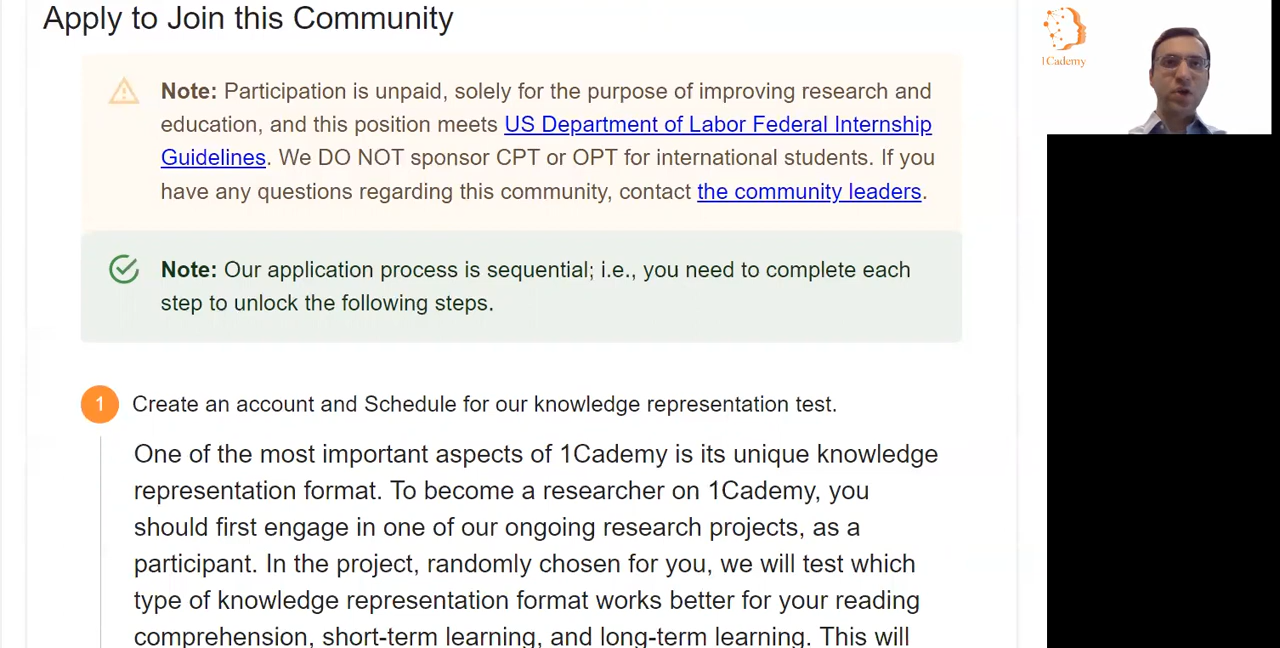 Apply to Join this Community
Note: Participation is unpaid, solely for the purpose of improving research and
education, and this position meets US Department of Labor Federal Internship
Guidelines. We DO NOT sponsor CPT or OPT for international students. If you
have any questions regarding this community, contact the community leaders.
Note: Our application process is sequential; i.e., you need to complete each
step to unlock the following steps.
1 Create an account and Schedule for our knowledge representation test.
One of the most important aspects of 1Cademy is its unique knowledge
representation format. To become a researcher on 1Cademy, you
should first engage in one of our ongoing research projects, as a
participant. In the project, randomly chosen for you, we will test which
type of knowledge representation format works better for your reading
comprehension, short-term learning, and long-term learning. This will
1Cademy